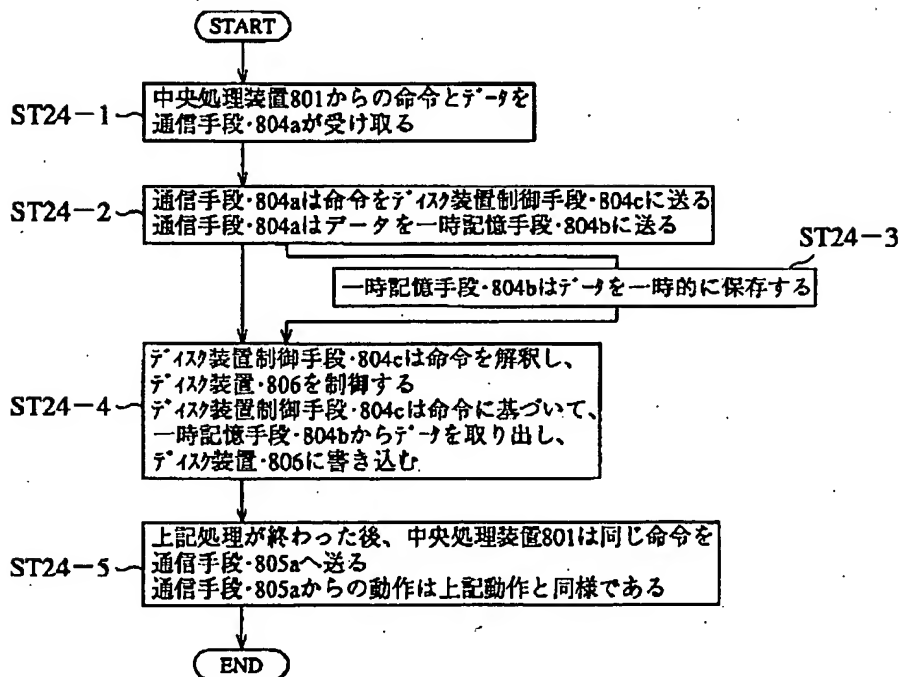 START
ST24-1
中央処理装置801からの命令とデータを
通信手段・804aが受け取る
ST24-2
通信手段・804aは命令をディスク装置制御手段・804cに送る
通信手段・804aはデータを一時記憶手段・804bに送る
ST24-3
一時記憶手段・804bはデータを一時的に保存する
ST24-4
ディスク装置制御手段・804cは命令を解釈し、
ディスク装置・806を制御する
ディスク装置制御手段・804cは命令に基づいて、
一時記憶手段・804bからデータを取り出し、
ディスク装置・806に書き込む
ST24-5
上記処理が終わった後、中央処理装置801は同じ命令を
通信手段・805aへ送る
通信手段・805aからの動作は上記動作と同様である
END